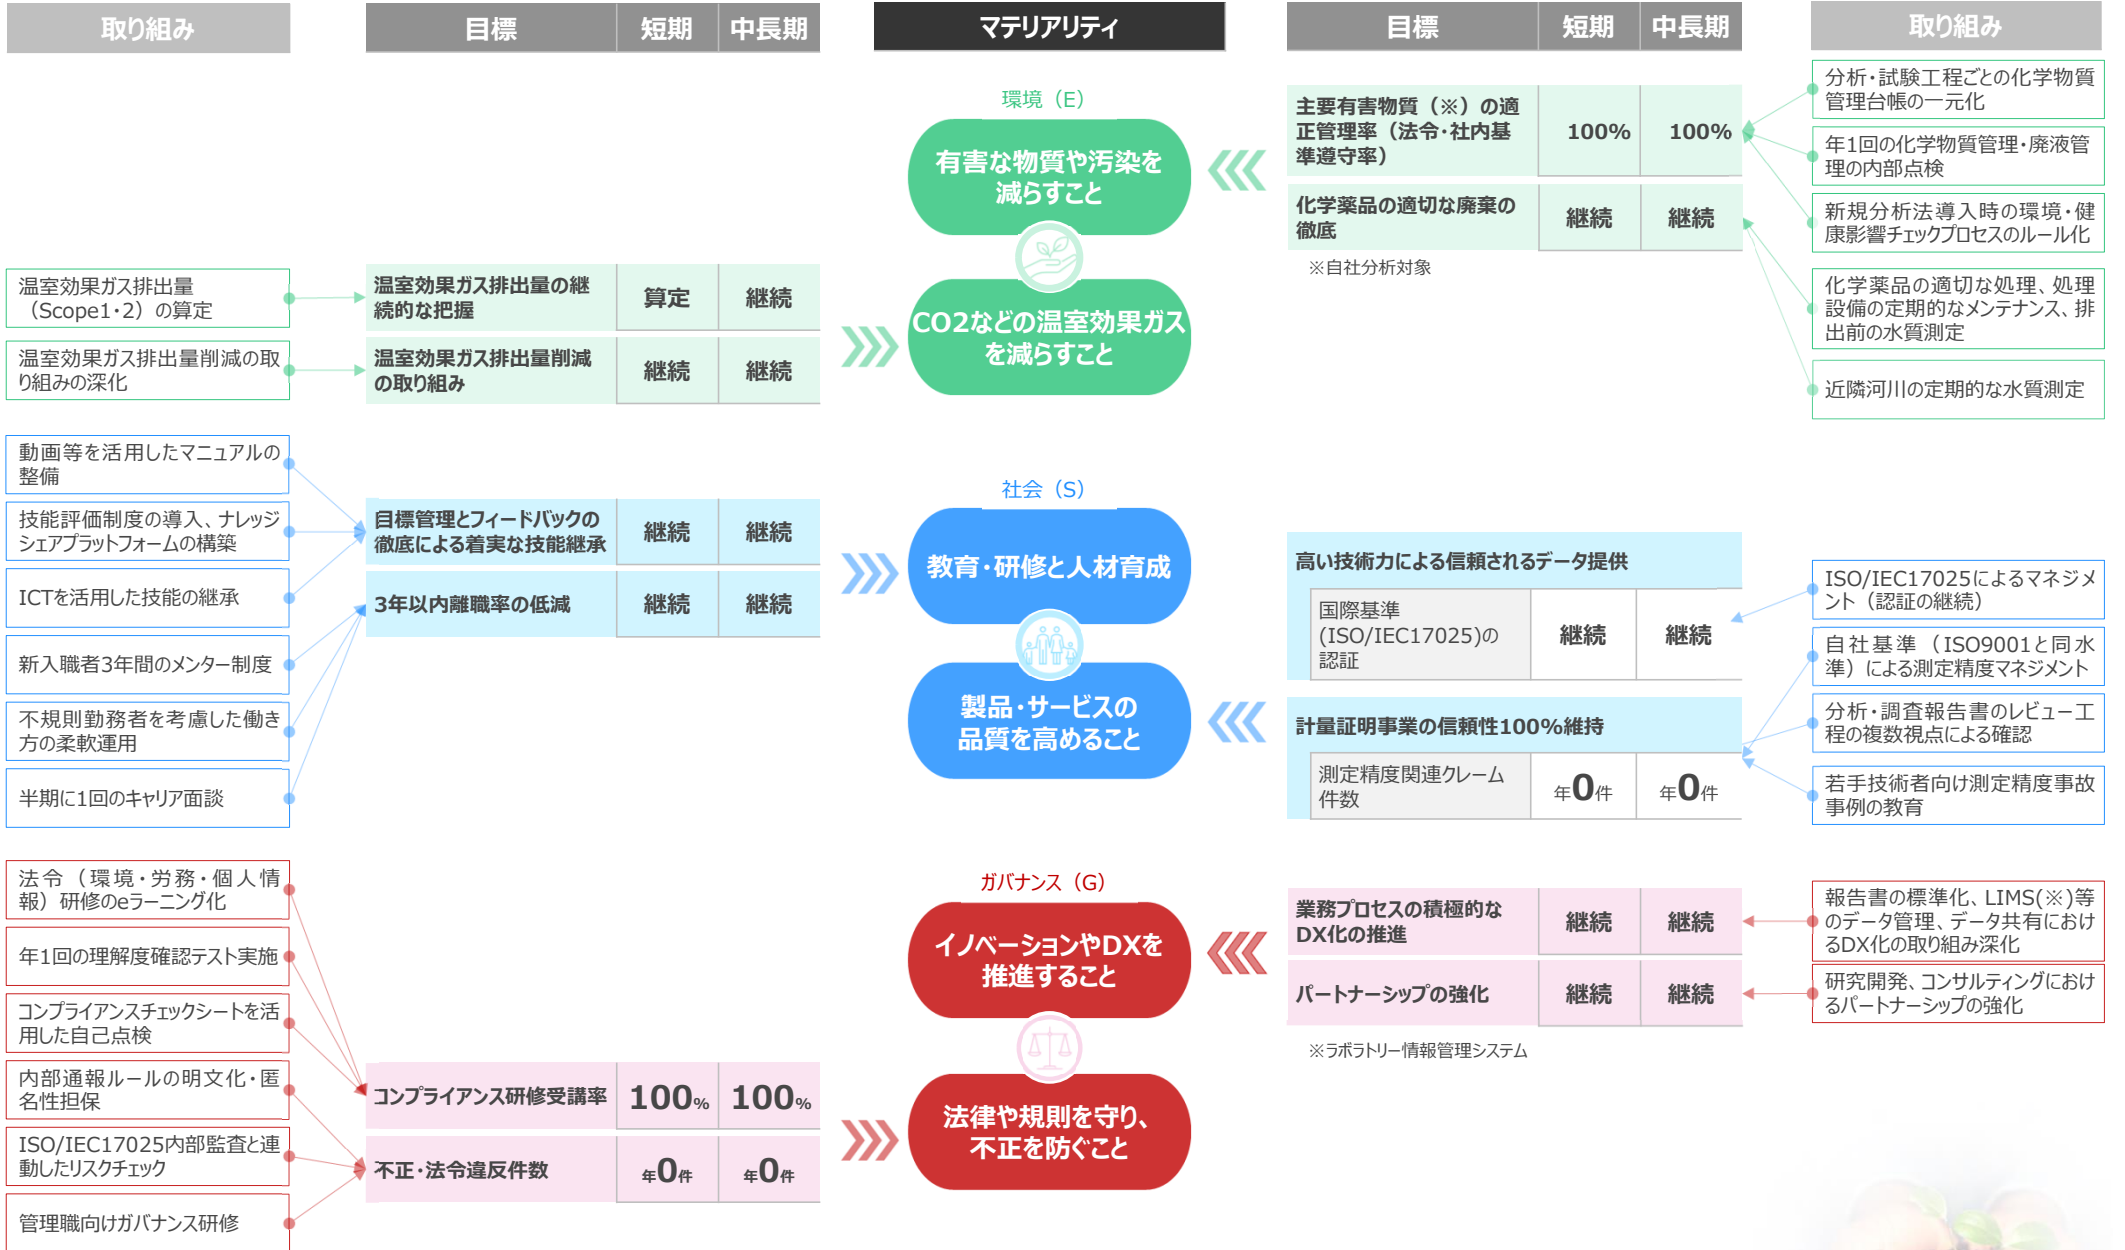 取り組み
目標
短期
中長期
マテリアリティ
目標
短期
中長期
取り組み
環境（E）
有害な物質や汚染を
減らすこと
主要有害物質（※）の適
正管理率（法令・社内基
準遵守率）
100%
100%
化学薬品の適切な廃棄の
徹底
継続
継続
※自社分析対象
分析・試験工程ごとの化学物質
管理台帳の一元化
年1回の化学物質管理・廃液管
理の内部点検
新規分析法導入時の環境・健
康影響チェックプロセスのルール化
化学薬品の適切な処理、処理
設備の定期的なメンテナンス、排
出前の水質測定
近隣河川の定期的な水質測定
温室効果ガス排出量
（Scope1・2）の算定
温室効果ガス排出量削減の取
り組みの深化
温室効果ガス排出量の継
続的な把握
算定
継続
温室効果ガス排出量削減
の取り組み
継続
継続
CO2などの温室効果ガス
を減らすこと
動画等を活用したマニュアルの
整備
技能評価制度の導入、ナレッジ
シェアプラットフォームの構築
ICTを活用した技能の継承
新入職者3年間のメンター制度
不規則勤務者を考慮した働き
方の柔軟運用
半期に1回のキャリア面談
目標管理とフィードバックの
徹底による着実な技能継承
継続
継続
3年以内離職率の低減
継続
継続
社会（S）
教育・研修と人材育成
製品・サービスの
品質を高めること
高い技術力による信頼されるデータ提供
国際基準
(ISO/IEC17025)の
認証
継続
継続
計量証明事業の信頼性100%維持
測定精度関連クレーム
件数
年0件
年0件
ISO/IEC17025によるマネジメ
ント（認証の継続）
自社基準（ISO9001と同水
準）による測定精度マネジメント
分析・調査報告書のレビュー工
程の複数視点による確認
若手技術者向け測定精度事故
事例の教育
法令（環境・労務・個人情
報）研修のeラーニング化
年1回の理解度確認テスト実施
コンプライアンスチェックシートを活
用した自己点検
内部通報ルールの明文化・匿
名性担保
ISO/IEC17025内部監査と連
動したリスクチェック
管理職向けガバナンス研修
コンプライアンス研修受講率
100%
100%
不正・法令違反件数
年0件
年0件
ガバナンス（G）
イノベーションやDXを
推進すること
法律や規則を守り、
不正を防ぐこと
業務プロセスの積極的な
DX化の推進
継続
継続
パートナーシップの強化
継続
継続
※ラボラトリー情報管理システム
報告書の標準化、LIMS(※)等
のデータ管理、データ共有におけ
るDX化の取り組み深化
研究開発、コンサルティングにおけ
るパートナーシップの強化